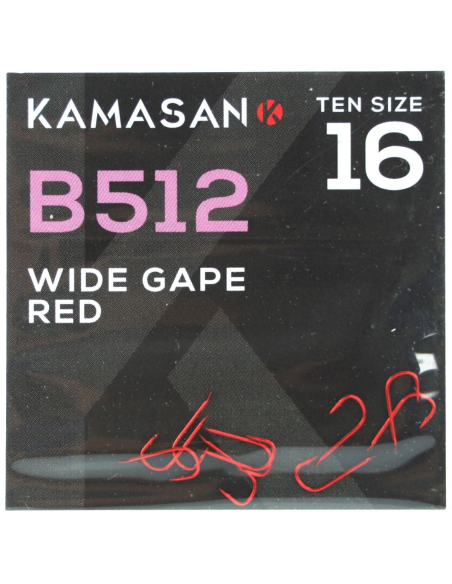 KAMASAN K
TEN SIZE
16
B512
WIDE GAPE
RED